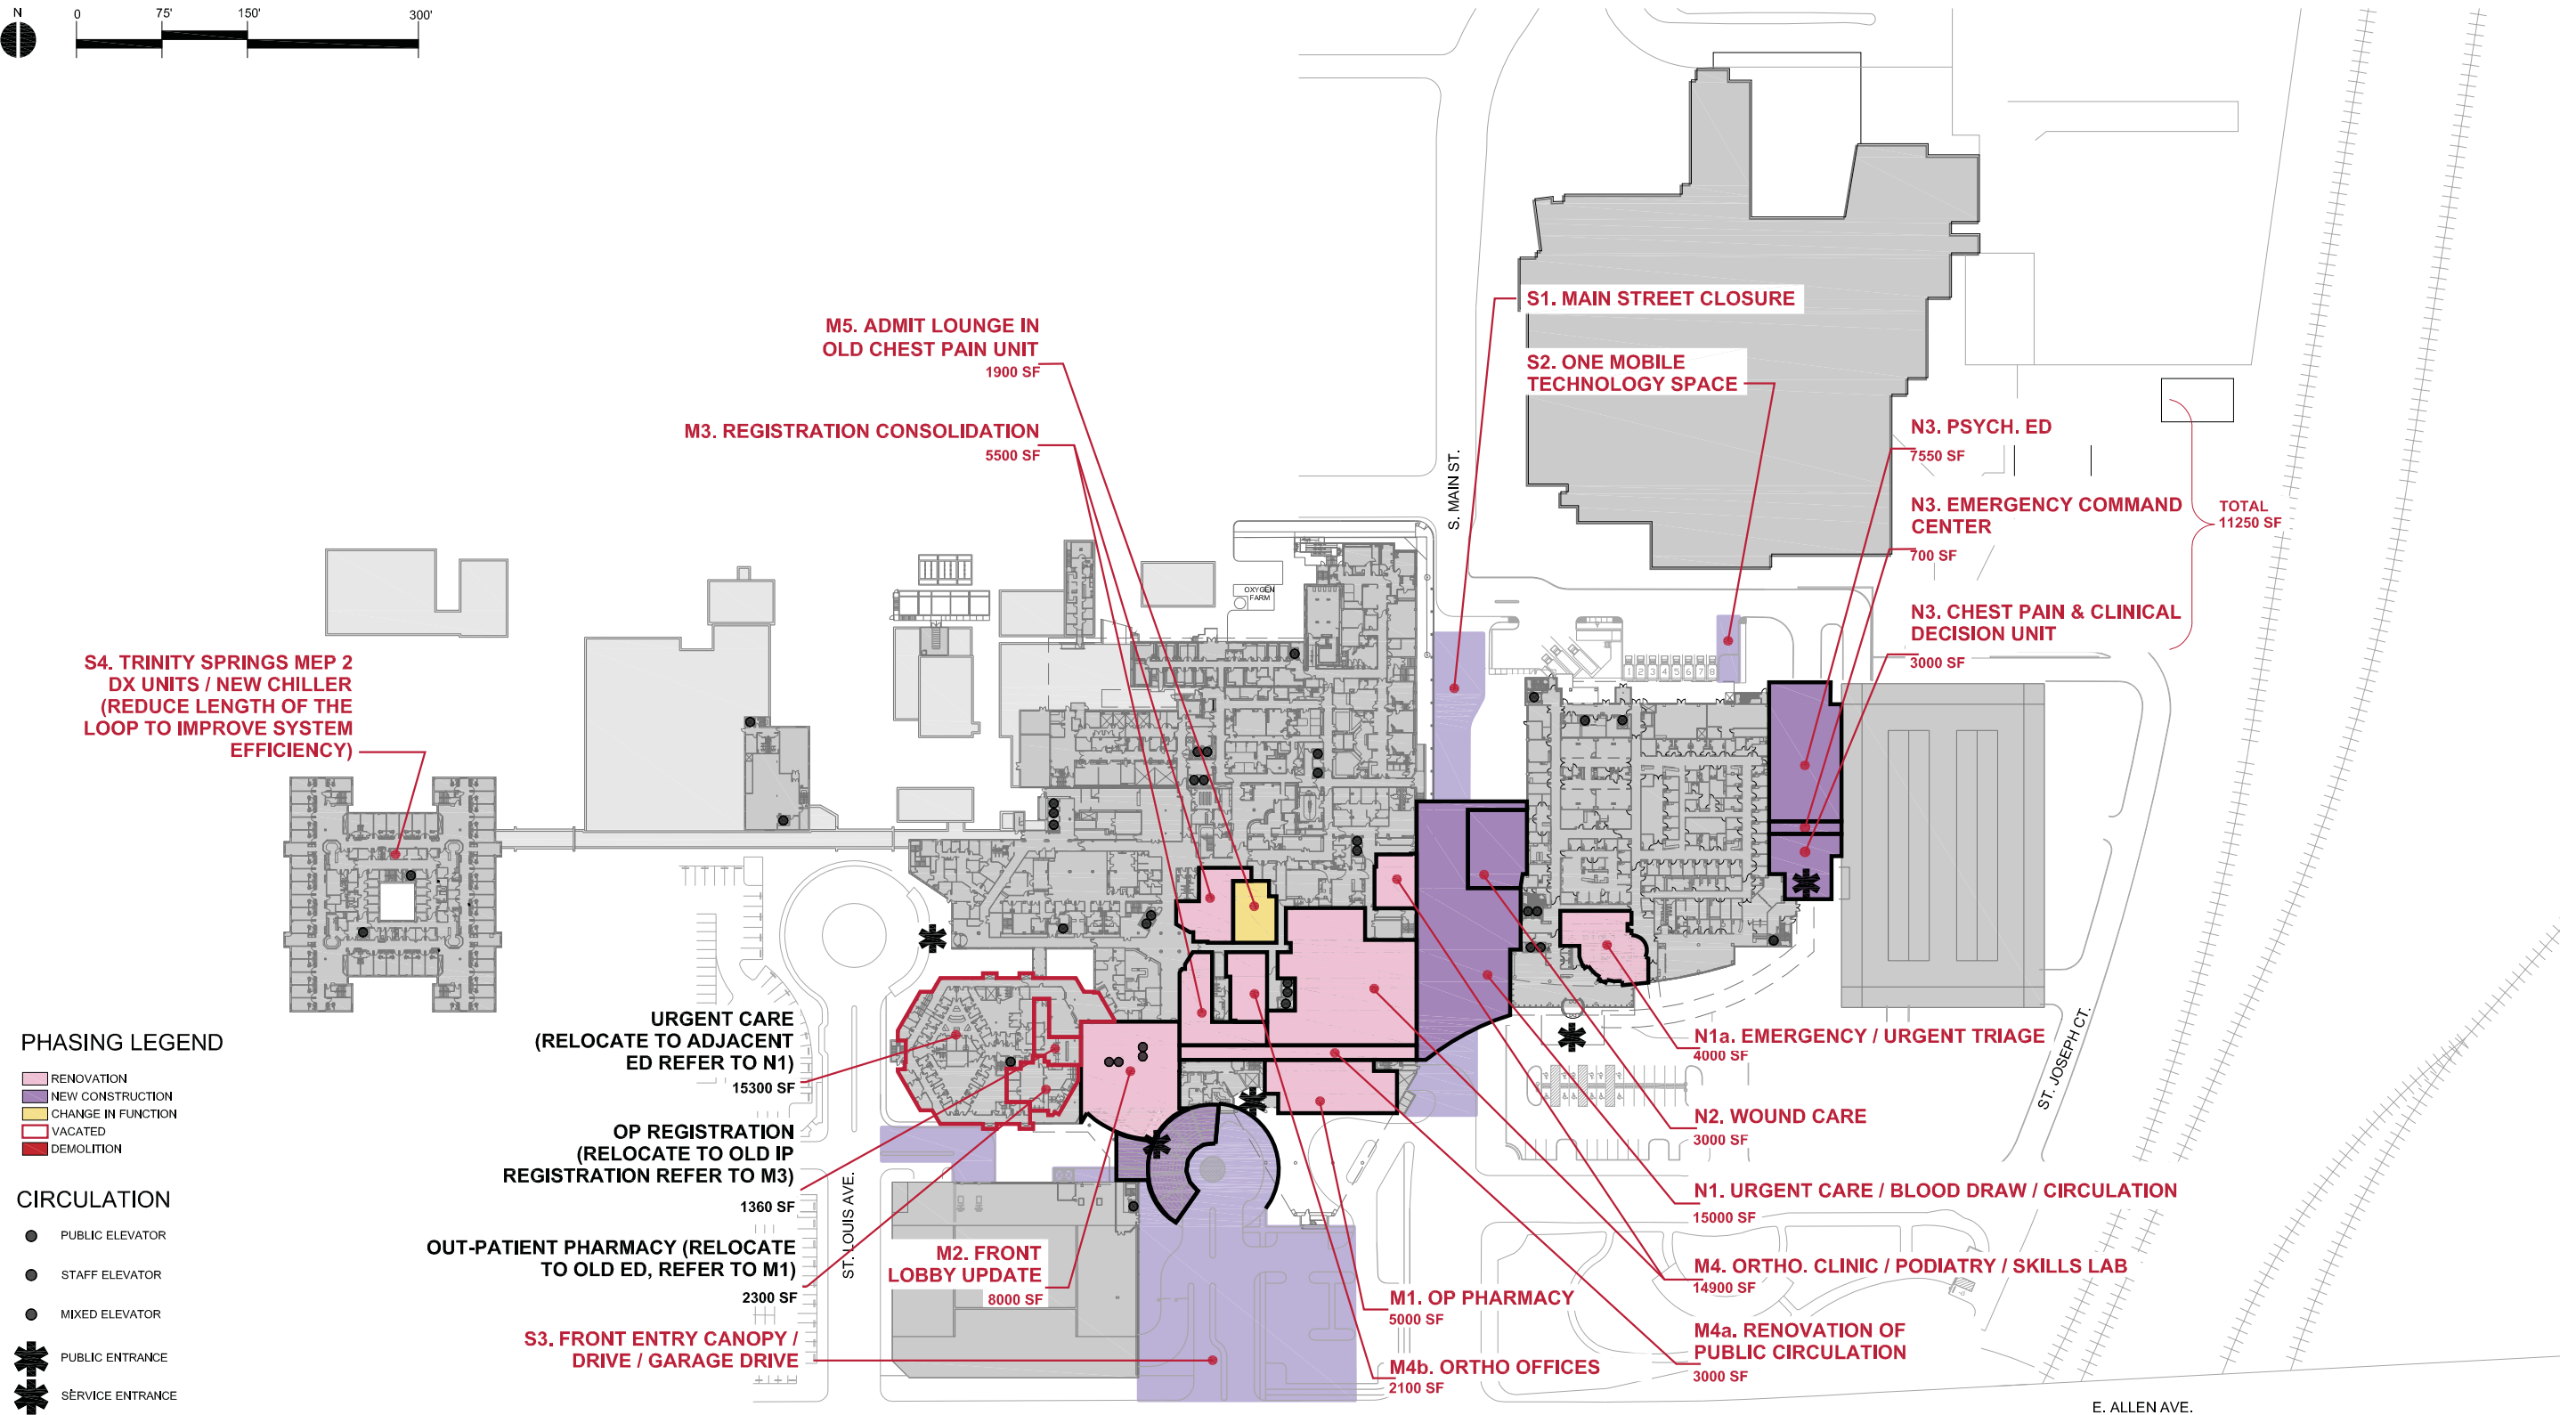 N
0 75' 150' 300'
S1. MAIN STREET CLOSURE
M5. ADMIT LOUNGE IN
OLD CHEST PAIN UNIT
1900 SF
S2. ONE MOBILE
TECHNOLOGY SPACE
M3. REGISTRATION CONSOLIDATION
5500 SF
N3. PSYCH. ED
7550 SF
S. MAIN ST.
N3. EMERGENCY COMMAND
CENTER
700 SF
TOTAL
11250 SF
OXYGEN
FARM
N3. CHEST PAIN & CLINICAL
DECISION UNIT
3000 SF
1 2 3 4 5 6 7 8
S4. TRINITY SPRINGS MEP 2
DX UNITS / NEW CHILLER
(REDUCE LENGTH OF THE
LOOP TO IMPROVE SYSTEM
EFFICIENCY)
URGENT CARE
(RELOCATE TO ADJACENT
ED REFER TO N1)
15300 SF
OP REGISTRATION
(RELOCATE TO OLD IP
REGISTRATION REFER TO M3)
1360 SF
OUT-PATIENT PHARMACY (RELOCATE
TO OLD ED, REFER TO M1)
2300 SF
S3. FRONT ENTRY CANOPY /
DRIVE / GARAGE DRIVE
ST. LOUIS AVE.
M2. FRONT
LOBBY UPDATE
8000 SF
M1. OP PHARMACY
5000 SF
M4b. ORTHO OFFICES
2100 SF
N1a. EMERGENCY / URGENT TRIAGE
4000 SF
N2. WOUND CARE
3000 SF
N1. URGENT CARE / BLOOD DRAW / CIRCULATION
15000 SF
M4. ORTHO. CLINIC / PODIATRY / SKILLS LAB
14900 SF
M4a. RENOVATION OF
PUBLIC CIRCULATION
3000 SF
ST. JOSEPH CT.
E. ALLEN AVE.
PHASING LEGEND
RENOVATION
NEW CONSTRUCTION
CHANGE IN FUNCTION
VACATED
DEMOLITION
CIRCULATION
PUBLIC ELEVATOR
STAFF ELEVATOR
MIXED ELEVATOR
PUBLIC ENTRANCE
SERVICE ENTRANCE